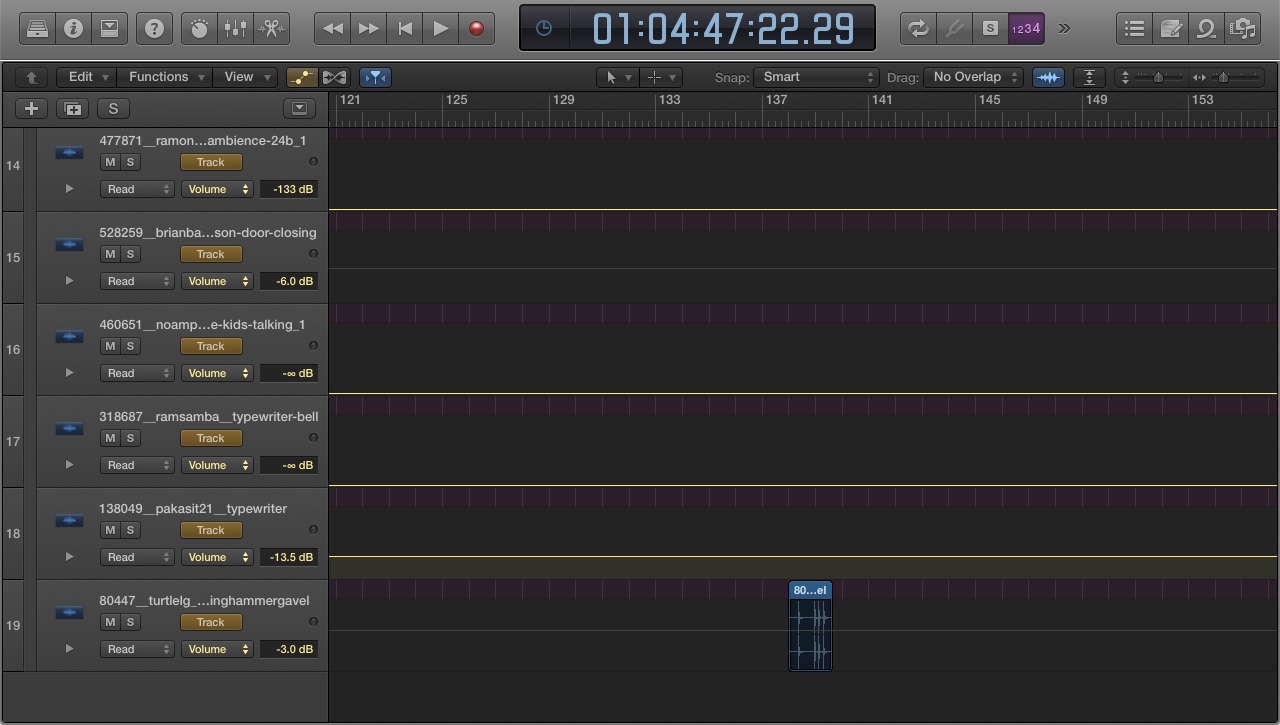 01:04:47:22.29
S
1234
Edit
Functions
View
Snap: Smart
Drag: No Overlap
S
121 125 129 133 137 141 145 149 153
14
477871__ramon...ambience-24b_1
M S Track
Read Volume -133 dB
15
528259__brianba...son-door-closing
M S Track
Read Volume -6.0 dB
16
460651__noamp...e-kids-talking_1
M S Track
Read Volume -∞ dB
17
318687__ramsamba__typewriter-bell
M S Track
Read Volume -∞ dB
18
138049__pakasit21__typewriter
M S Track
Read Volume -13.5 dB
19
80447__turtlelg_...inghammergavel
M S Track
Read Volume -3.0 dB
80...el